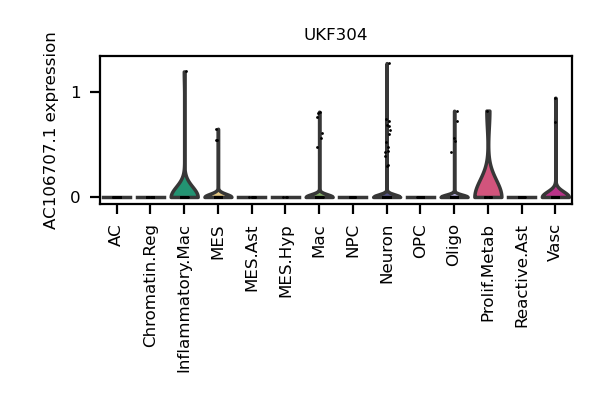 UKF304
AC106707.1 expression
1
0
AC
Chromatin.Reg
Inflammatory.Mac
MES
MES.Ast
MES.Hyp
Mac
NPC
Neuron
OPC
Oligo
Prolif.Metab
Reactive.Ast
Vasc